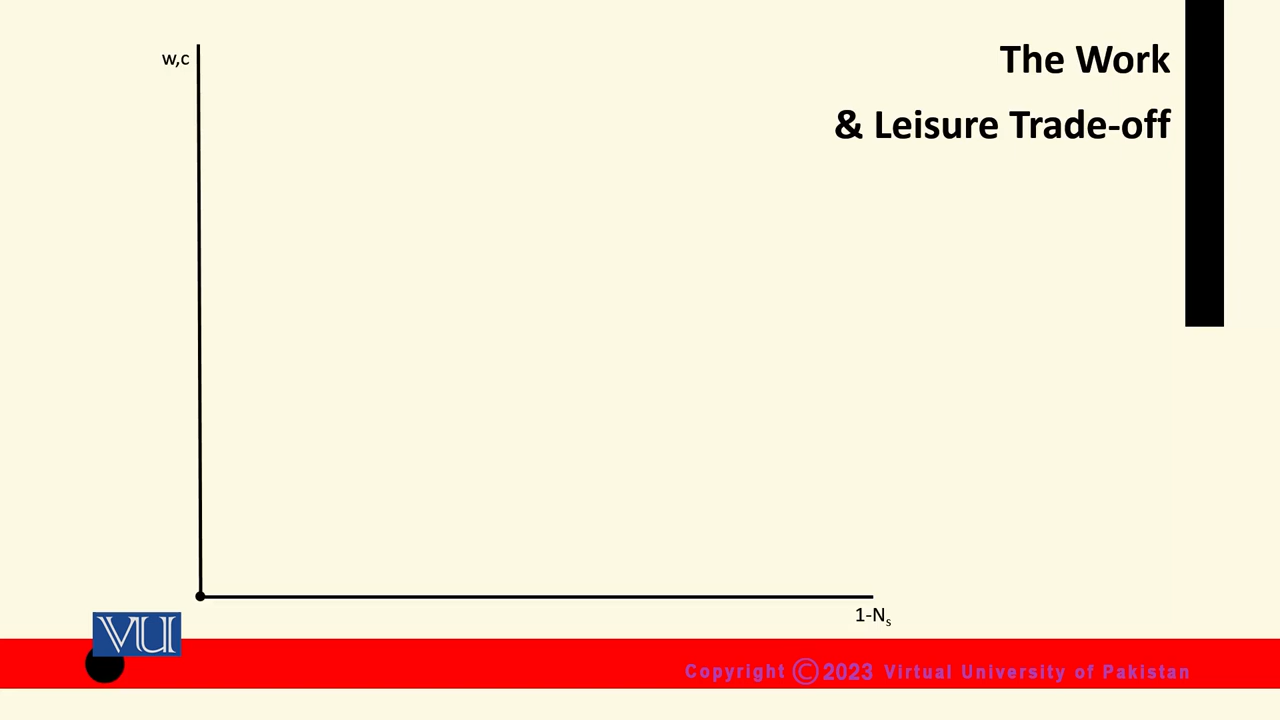 w,c
The Work
& Leisure Trade-off
1-Ns
VU
Copyright ©2023 Virtual University of Pakistan